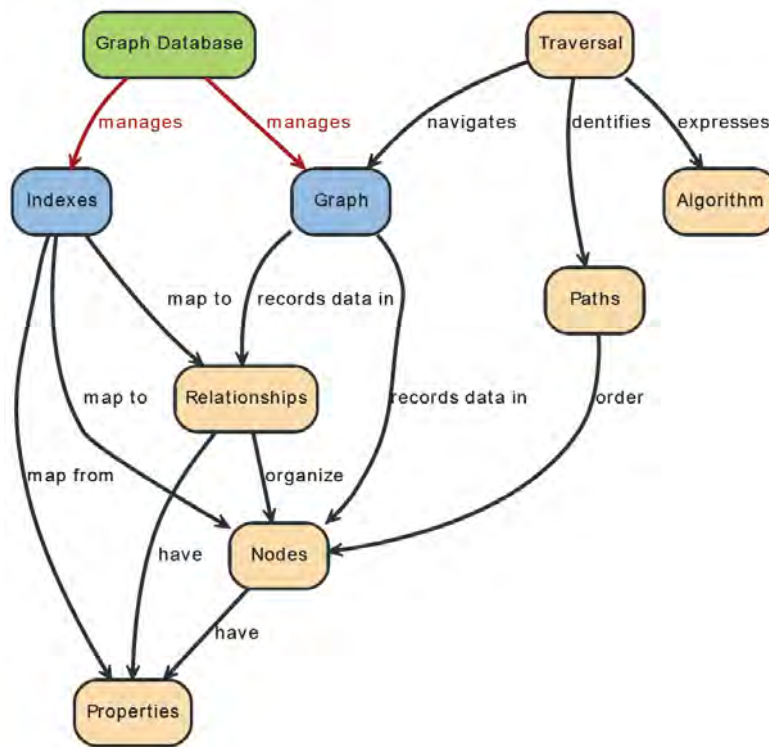 Graph Database
Traversal
manages
manages
navigates
dentifies
expresses
Indexes
Graph
Algorithm
map to
records data in
Paths
map to
Relationships
records data in
order
map from
organize
have
Nodes
have
Properties